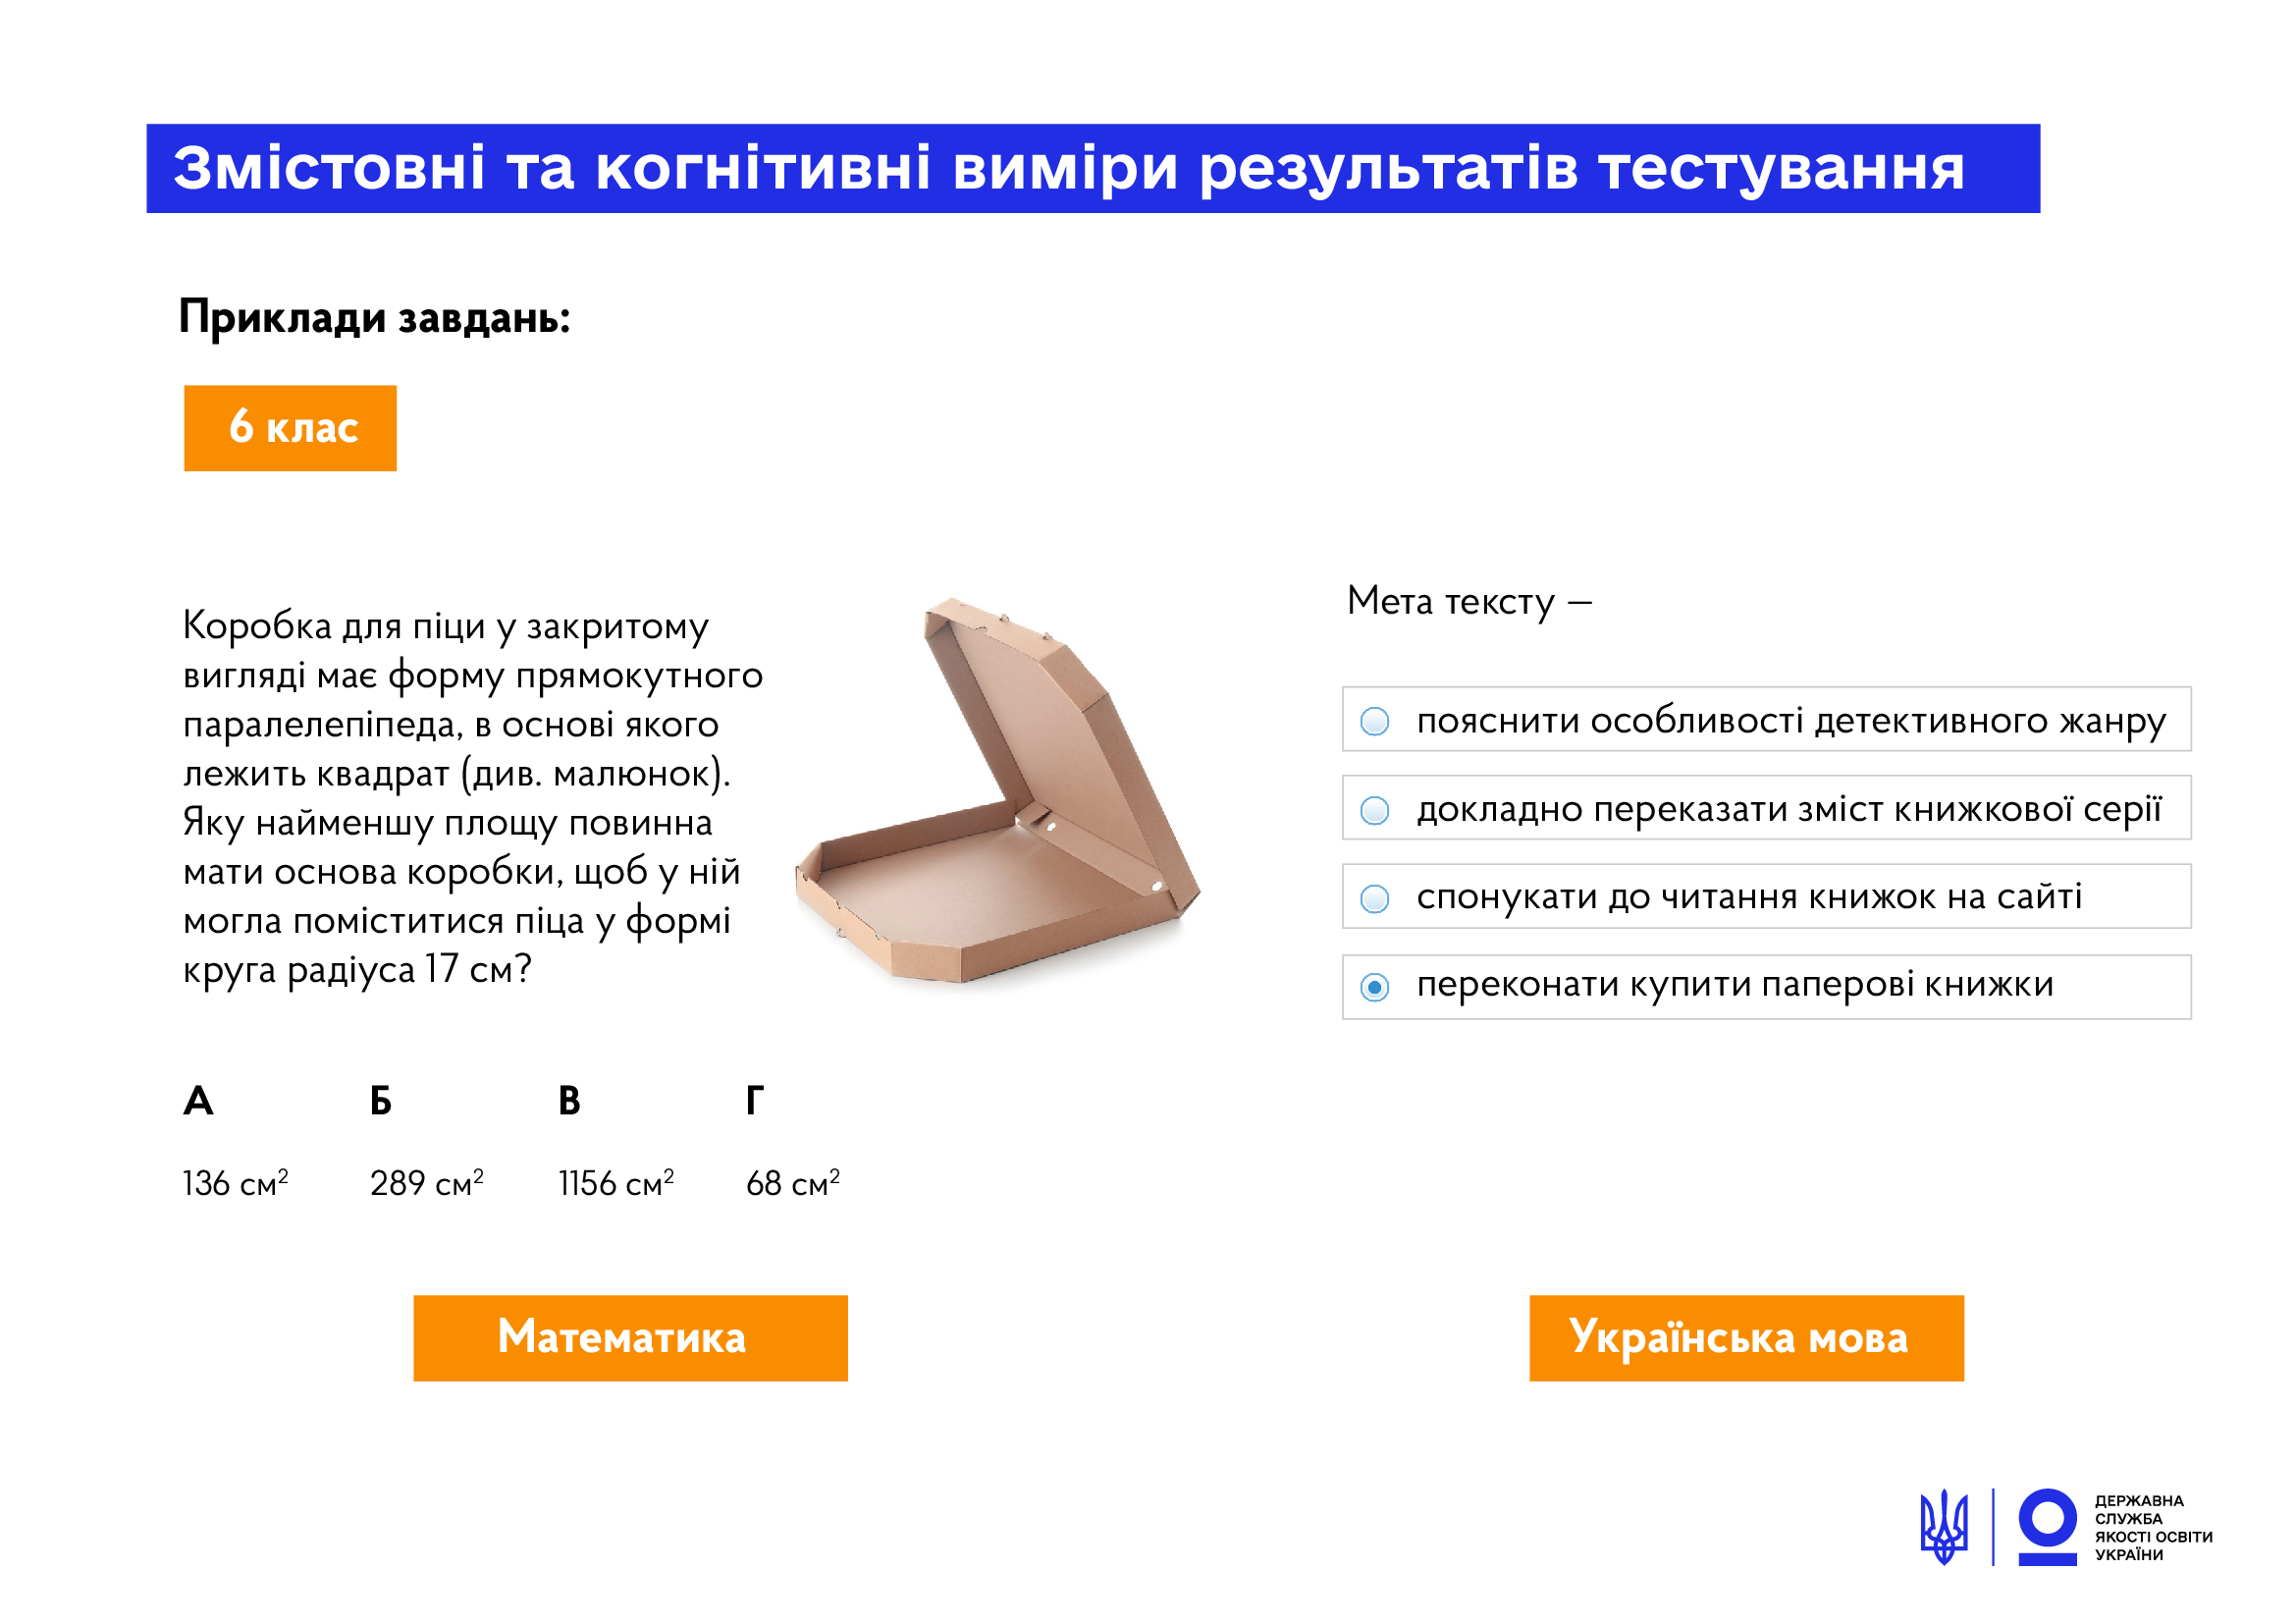 Змістовні та когнітивні виміри результатів тестування
Приклади завдань:
6 клас
Коробка для піци у закритому
вигляді має форму прямокутного
паралелепіпеда, в основі якого
лежить квадрат (див. малюнок).
Яку найменшу площу повинна
мати основа коробки, щоб у ній
могла поміститися піца у формі
круга радіуса 17 см?
А Б В Г
136 см² 289 см² 1156 см² 68 см²
Математика
Мета тексту —
пояснити особливості детективного жанру
докладно переказати зміст книжкової серії
спонукати до читання книжок на сайті
переконати купити паперові книжки
Українська мова
ДЕРЖАВНА
СЛУЖБА
ЯКОСТІ ОСВІТИ
УКРАЇНИ